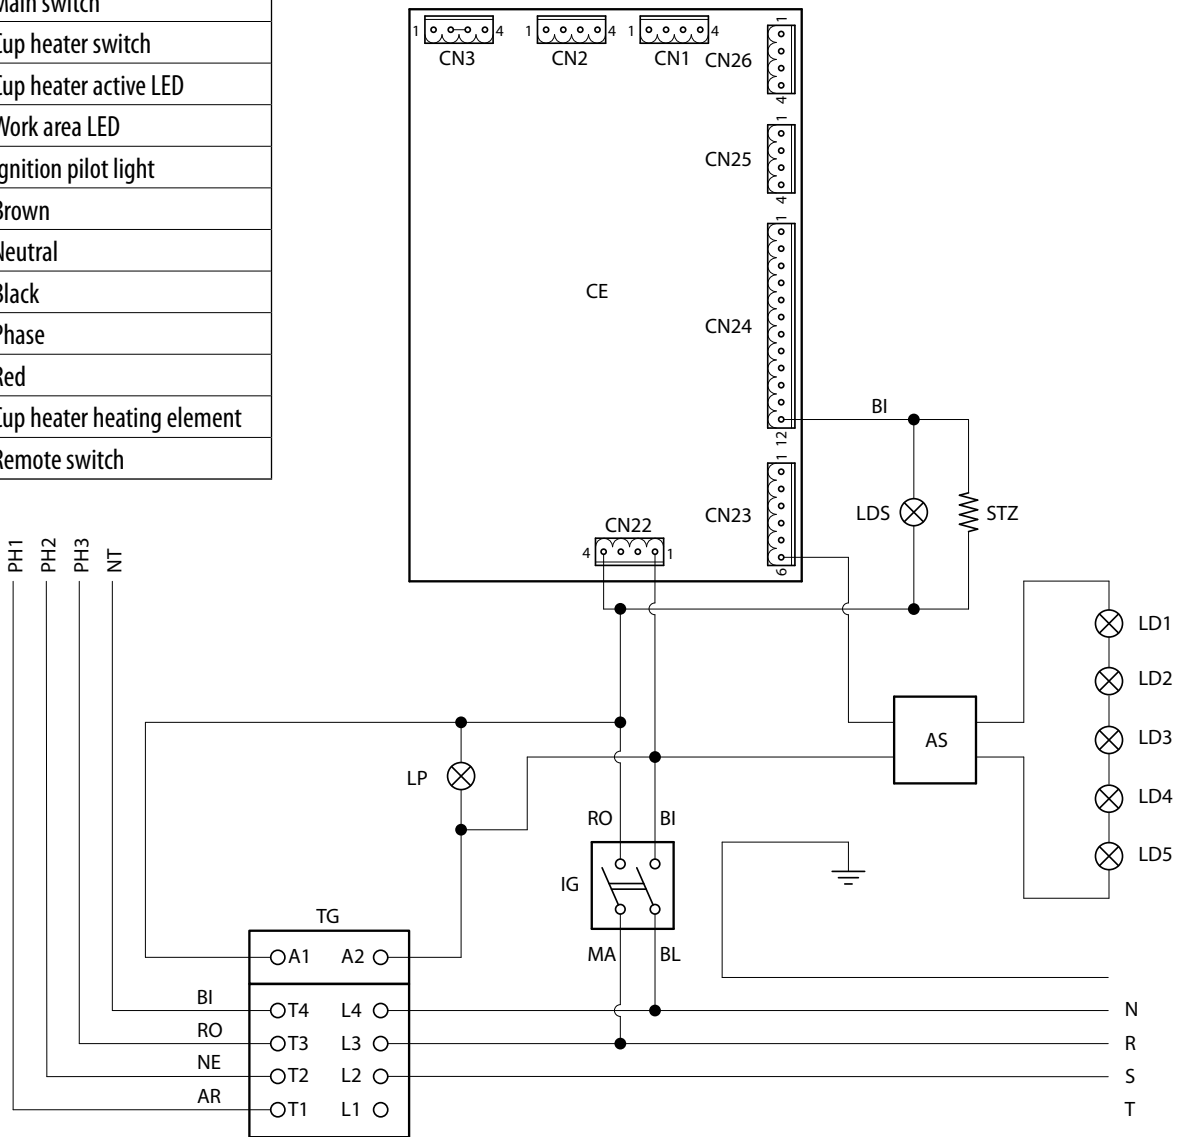 Main switch
Cup heater switch
Cup heater active LED
Work area LED
Ignition pilot light
Brown
Neutral
Black
Phase
Red
Cup heater heating element
Remote switch
1 4 1 4 1 4
CN3 CN2 CN1 CN26
1
4
CN25
1
4
CE
CN24
1
12
BI
CN23
1
6
CN22
4 1
LDS STZ
PH1 PH2 PH3 NT
LD1
LD2
LD3
LD4
LD5
AS
LP
RO BI
IG
MA BL
TG
A1 A2
BI T4 L4 N
RO T3 L3 R
NE T2 L2 S
AR T1 L1 T